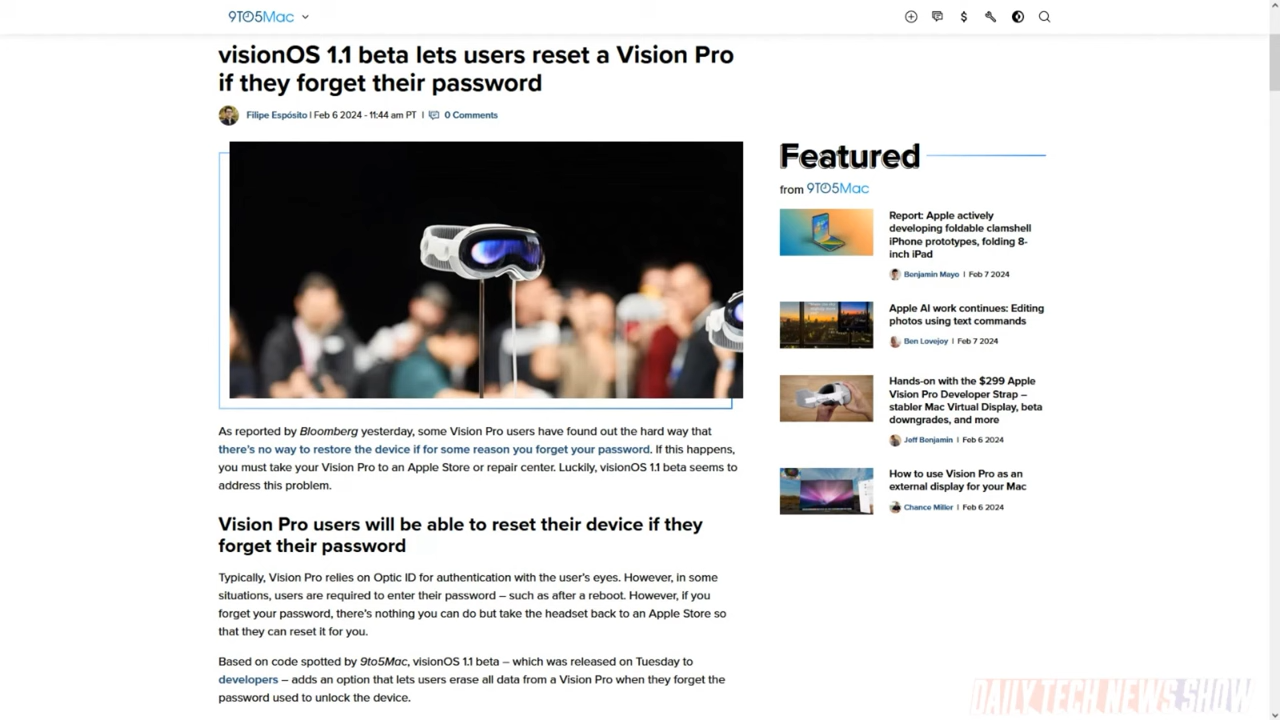 9TO5Mac
visionOS 1.1 beta lets users reset a Vision Pro
if they forget their password
Filipe Espósito | Feb 6 2024 - 11:44 am PT | 0 Comments
As reported by Bloomberg yesterday, some Vision Pro users have found out the hard way that
there's no way to restore the device if for some reason you forget your password. If this happens,
you must take your Vision Pro to an Apple Store or repair center. Luckily, visionOS 1.1 beta seems to
address this problem.
Vision Pro users will be able to reset their device if they
forget their password
Typically, Vision Pro relies on Optic ID for authentication with the user's eyes. However, in some
situations, users are required to enter their password – such as after a reboot. However, if you
forget your password, there's nothing you can do but take the headset back to an Apple Store so
that they can reset it for you.
Based on code spotted by 9to5Mac, visionOS 1.1 beta – which was released on Tuesday to
developers – adds an option that lets users erase all data from a Vision Pro when they forget the
password used to unlock the device.
Featured
from 9TO5Mac
Report: Apple actively
developing foldable clamshell
iPhone prototypes, folding 8-
inch iPad
Benjamin Mayo | Feb 7 2024
Apple AI work continues: Editing
photos using text commands
Ben Lovejoy | Feb 7 2024
Hands-on with the $299 Apple
Vision Pro Developer Strap –
stabler Mac Virtual Display, beta
downgrades, and more
Jeff Benjamin | Feb 6 2024
How to use Vision Pro as an
external display for your Mac
Chance Miller | Feb 6 2024
DAILY TECH NEWS SHOW